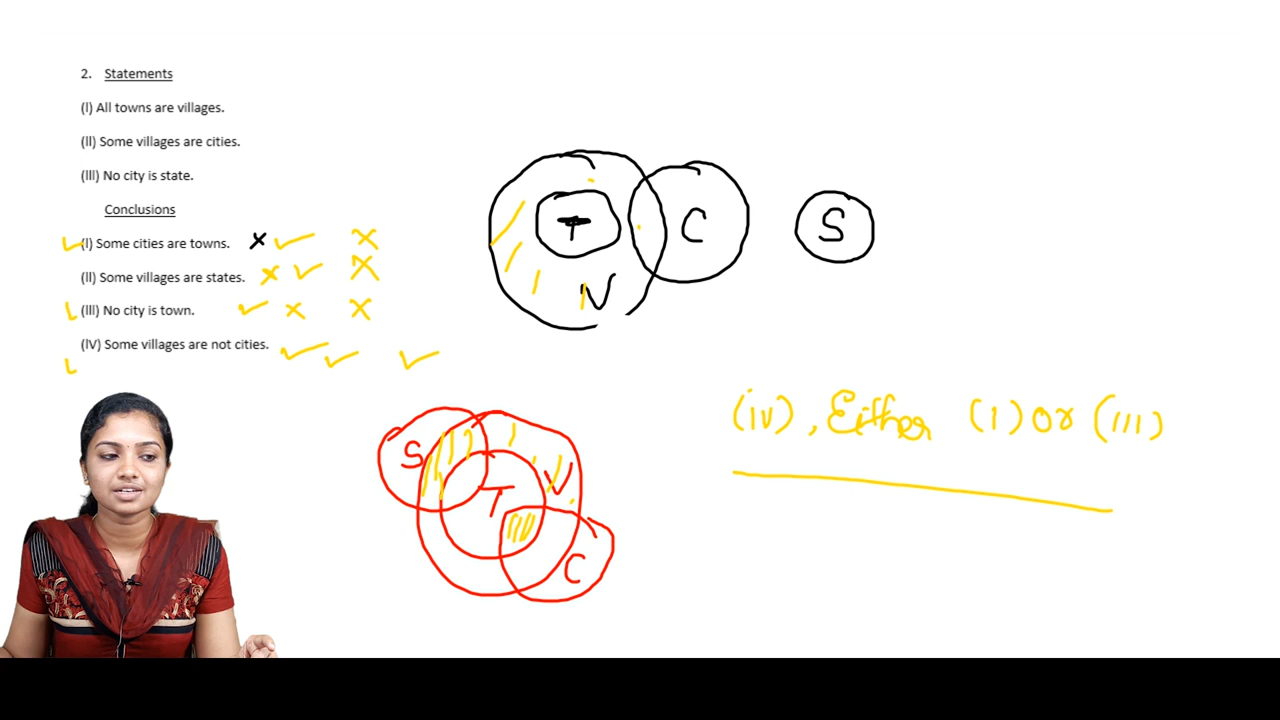 2. Statements
(I) All towns are villages.
(II) Some villages are cities.
(III) No city is state.
Conclusions
(I) Some cities are towns.
(II) Some villages are states.
(III) No city is town.
(IV) Some villages are not cities.
T
C
S
V
S
V
T
C
(iv), Either (I) or (III)